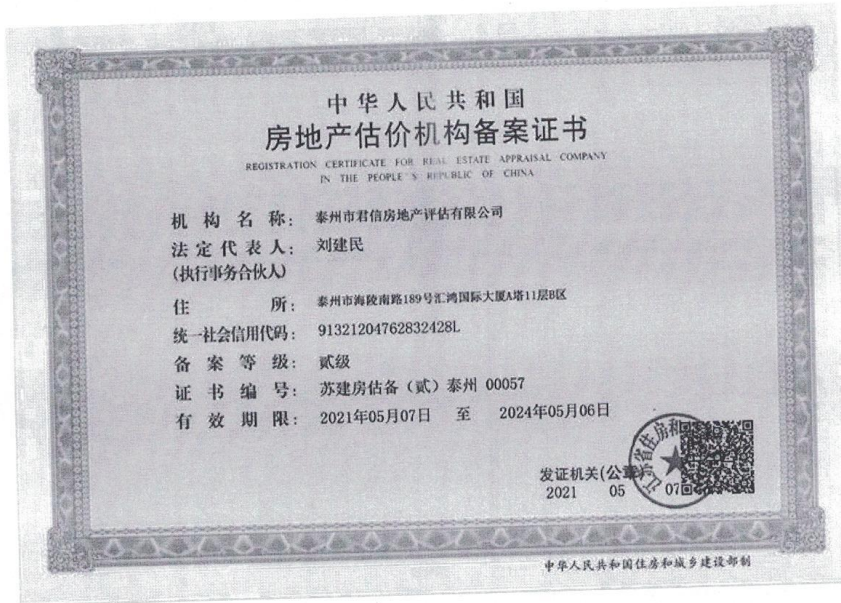 中华人民共和国
房地产估价机构备案证书
REGISTRATION CERTIFICATE FOR REAL ESTATE APPRAISAL COMPANY
IN THE PEOPLE'S REPUBLIC OF CHINA
机构名称：泰州市君信房地产评估有限公司
法定代表人：刘建民
(执行事务合伙人)
住所：泰州市海陵南路189号汇鸿国际大厦A塔11层B区
统一社会信用代码：91321204762832428L
备案等级：贰级
证书编号：苏建房估备（贰）泰州 00057
有效期限：2021年05月07日 至 2024年05月06日
江苏省住房和
发证机关(公章)
2021 05 07
中华人民共和国住房和城乡建设部制